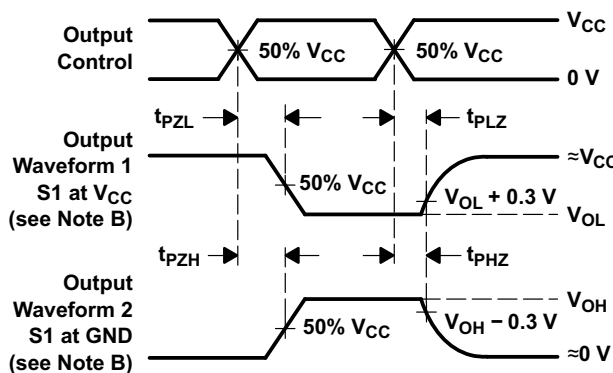 Output
Control
50% VCC
50% VCC
VCC
0 V
tPZL
tPLZ
Output
Waveform 1
S1 at VCC
(see Note B)
50% VCC
≈VCC
VOL + 0.3 V
VOL
tPZH
tPHZ
Output
Waveform 2
S1 at GND
(see Note B)
50% VCC
VOH
VOH − 0.3 V
≈0 V